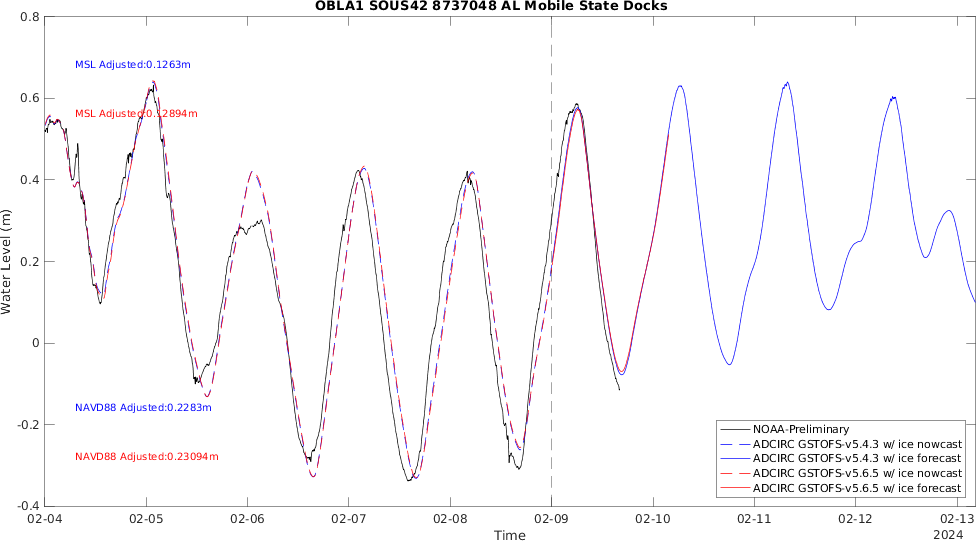 OBLA1 SOUS42 8737048 AL Mobile State Docks
0.8
0.6
0.4
0.2
0
-0.2
-0.4
Water Level (m)
MSL Adjusted:0.1263m
MSL Adjusted:0.12894m
NAVD88 Adjusted:0.2283m
NAVD88 Adjusted:0.23094m
NOAA-Preliminary
ADCIRC GSTOFS-v5.4.3 w/ ice nowcast
ADCIRC GSTOFS-v5.4.3 w/ ice forecast
ADCIRC GSTOFS-v5.6.5 w/ ice nowcast
ADCIRC GSTOFS-v5.6.5 w/ ice forecast
02-04 02-05 02-06 02-07 02-08 02-09 02-10 02-11 02-12 02-13
Time
2024